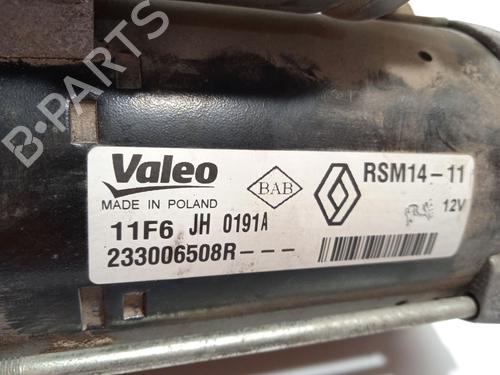 B-PARTS
Valeo
MADE IN POLAND
BAB
RSM14-11
12V
11F6 JH 0191A
233006508R---